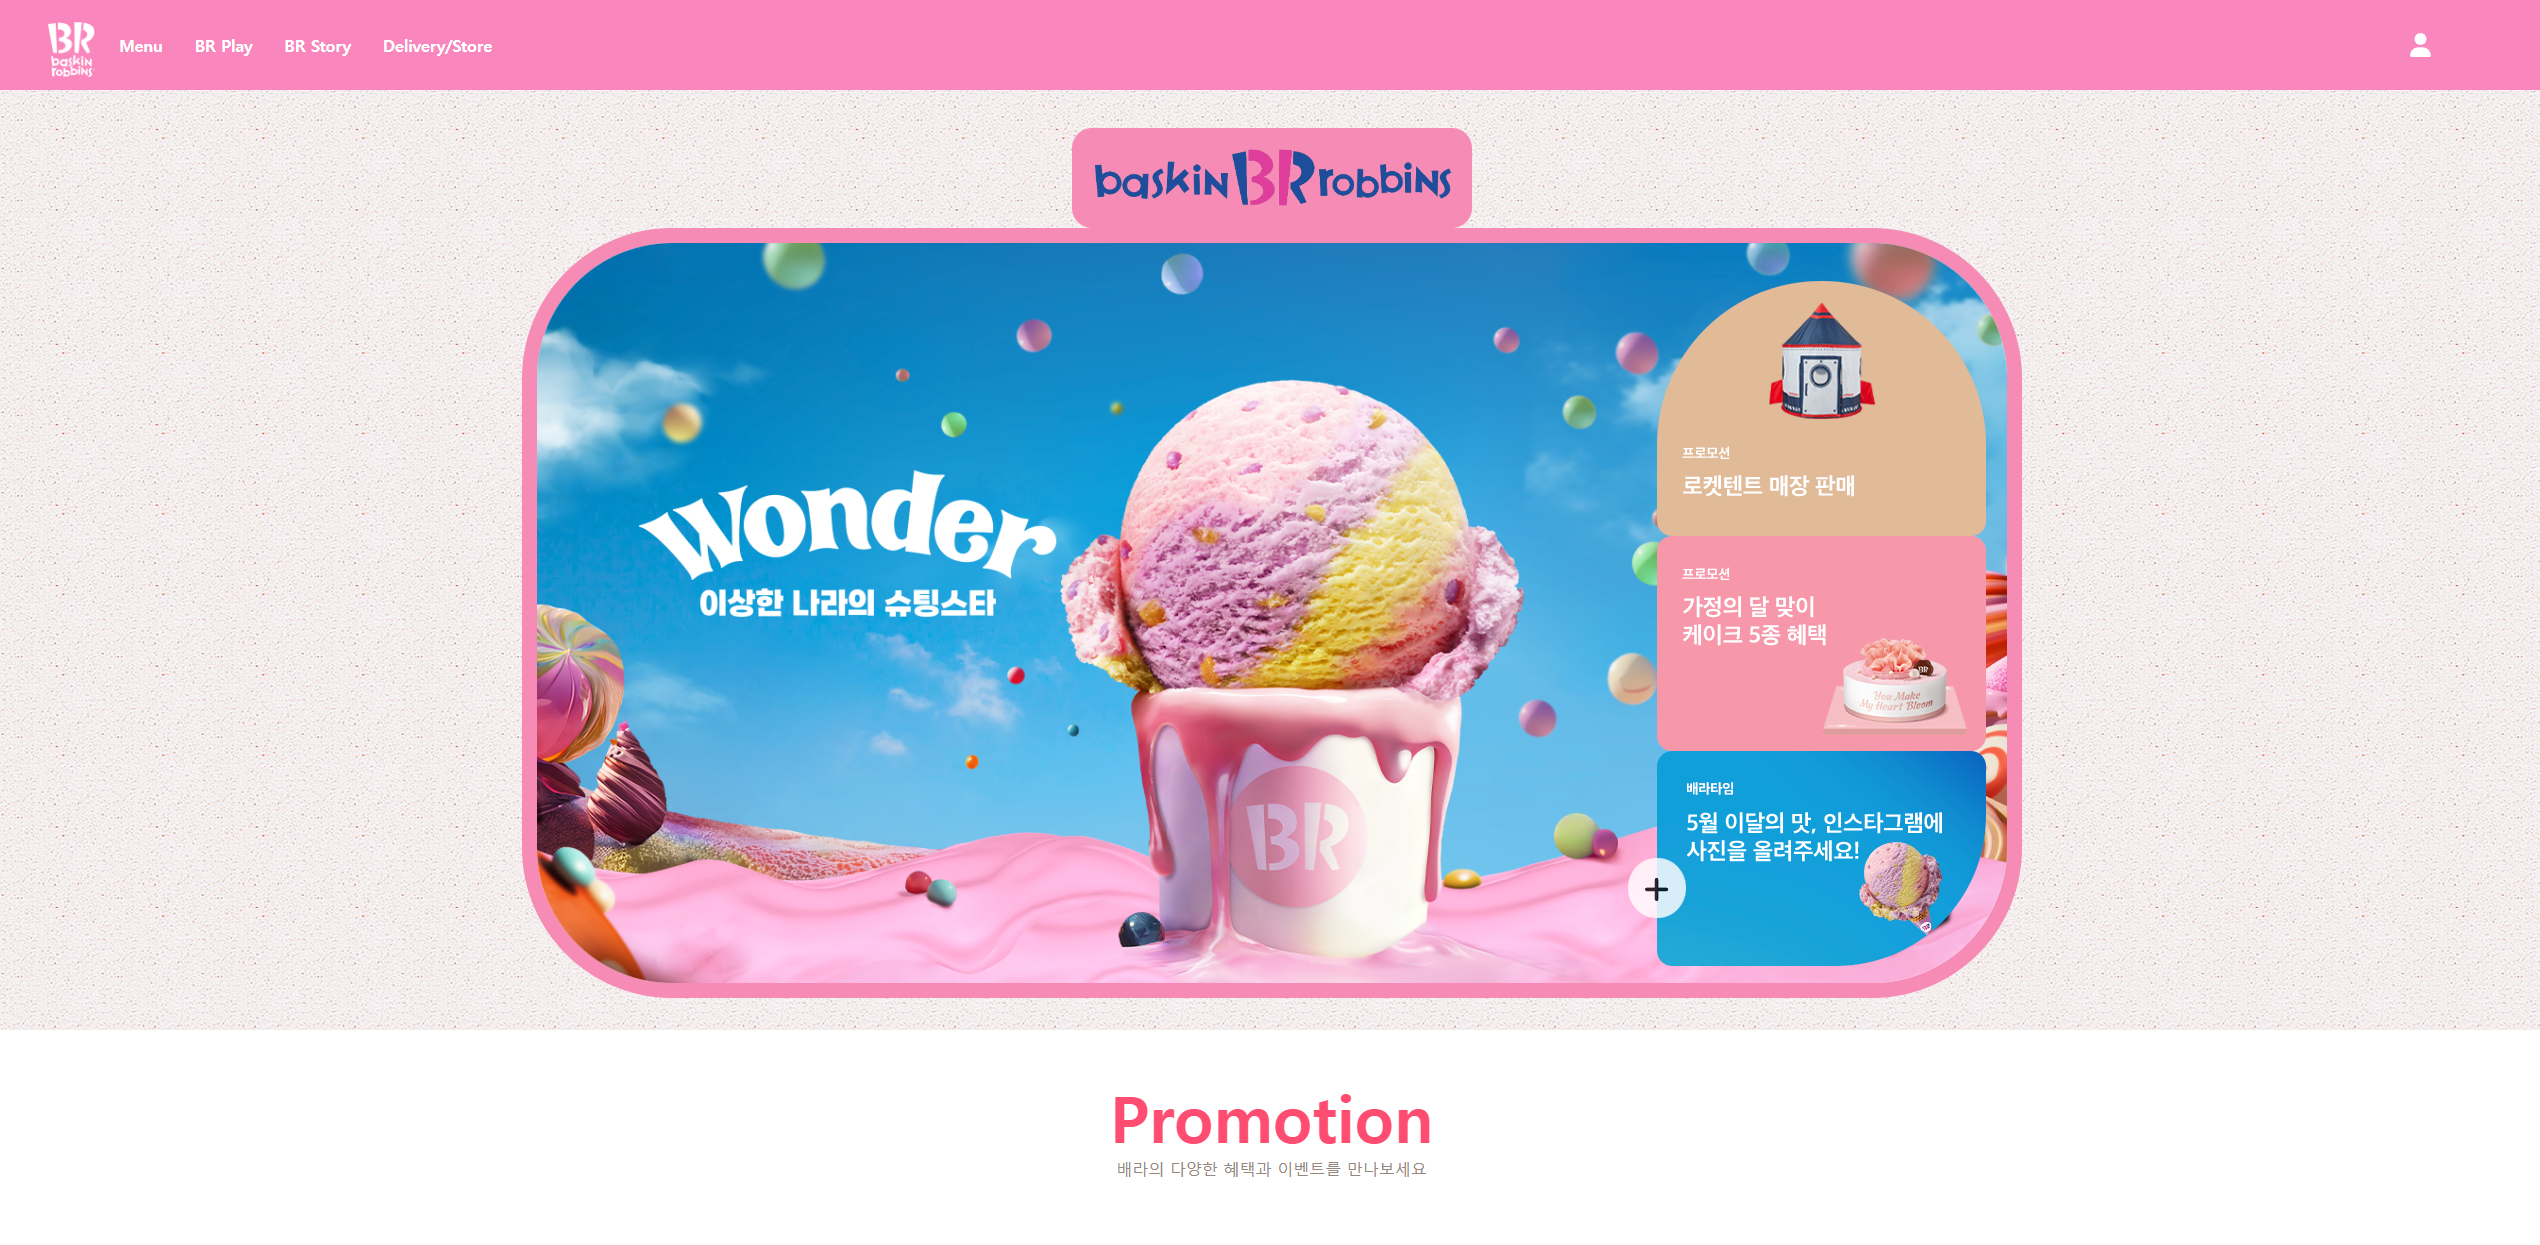 BR
baskin
robbins
Menu
BR Play
BR Story
Delivery/Store
baskin BR robbins
Wonder
이상한 나라의 슈팅스타
BR
프로모션
로켓텐트 매장 판매
프로모션
가정의 달 맞이
케이크 5종 혜택
BR
You Make
My Heart Bloom
배라타임
5월 이달의 맛, 인스타그램에
사진을 올려주세요!
BR
Promotion
배라의 다양한 혜택과 이벤트를 만나보세요